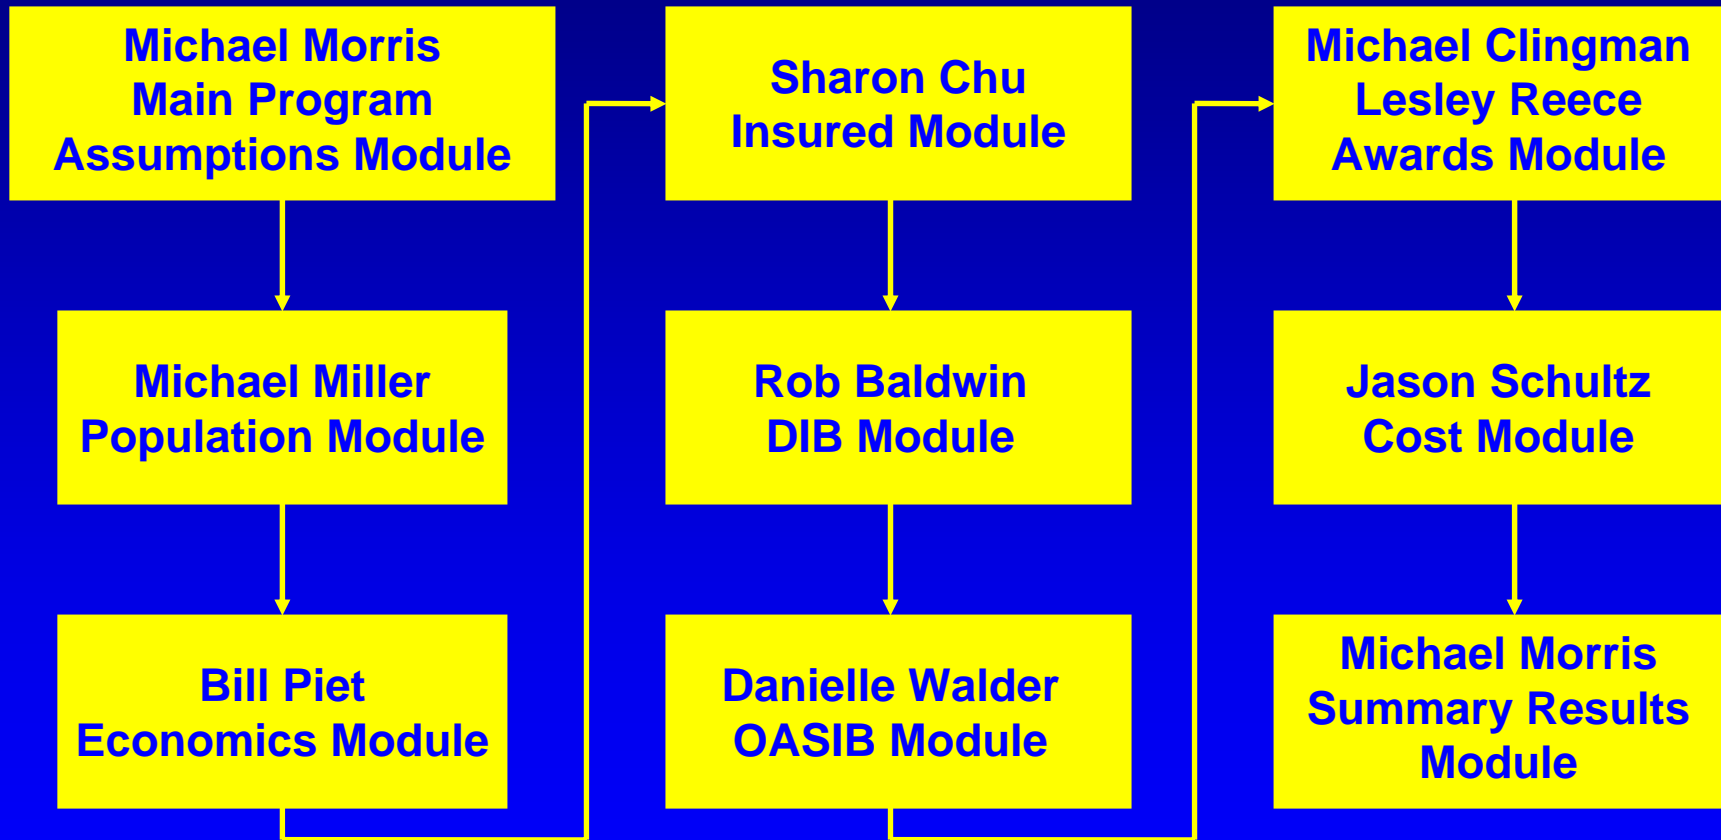 Michael Morris
Main Program
Assumptions Module
Michael Miller
Population Module
Bill Piet
Economics Module
Sharon Chu
Insured Module
Rob Baldwin
DIB Module
Danielle Walder
OASIB Module
Michael Clingman
Lesley Reece
Awards Module
Jason Schultz
Cost Module
Michael Morris
Summary Results
Module